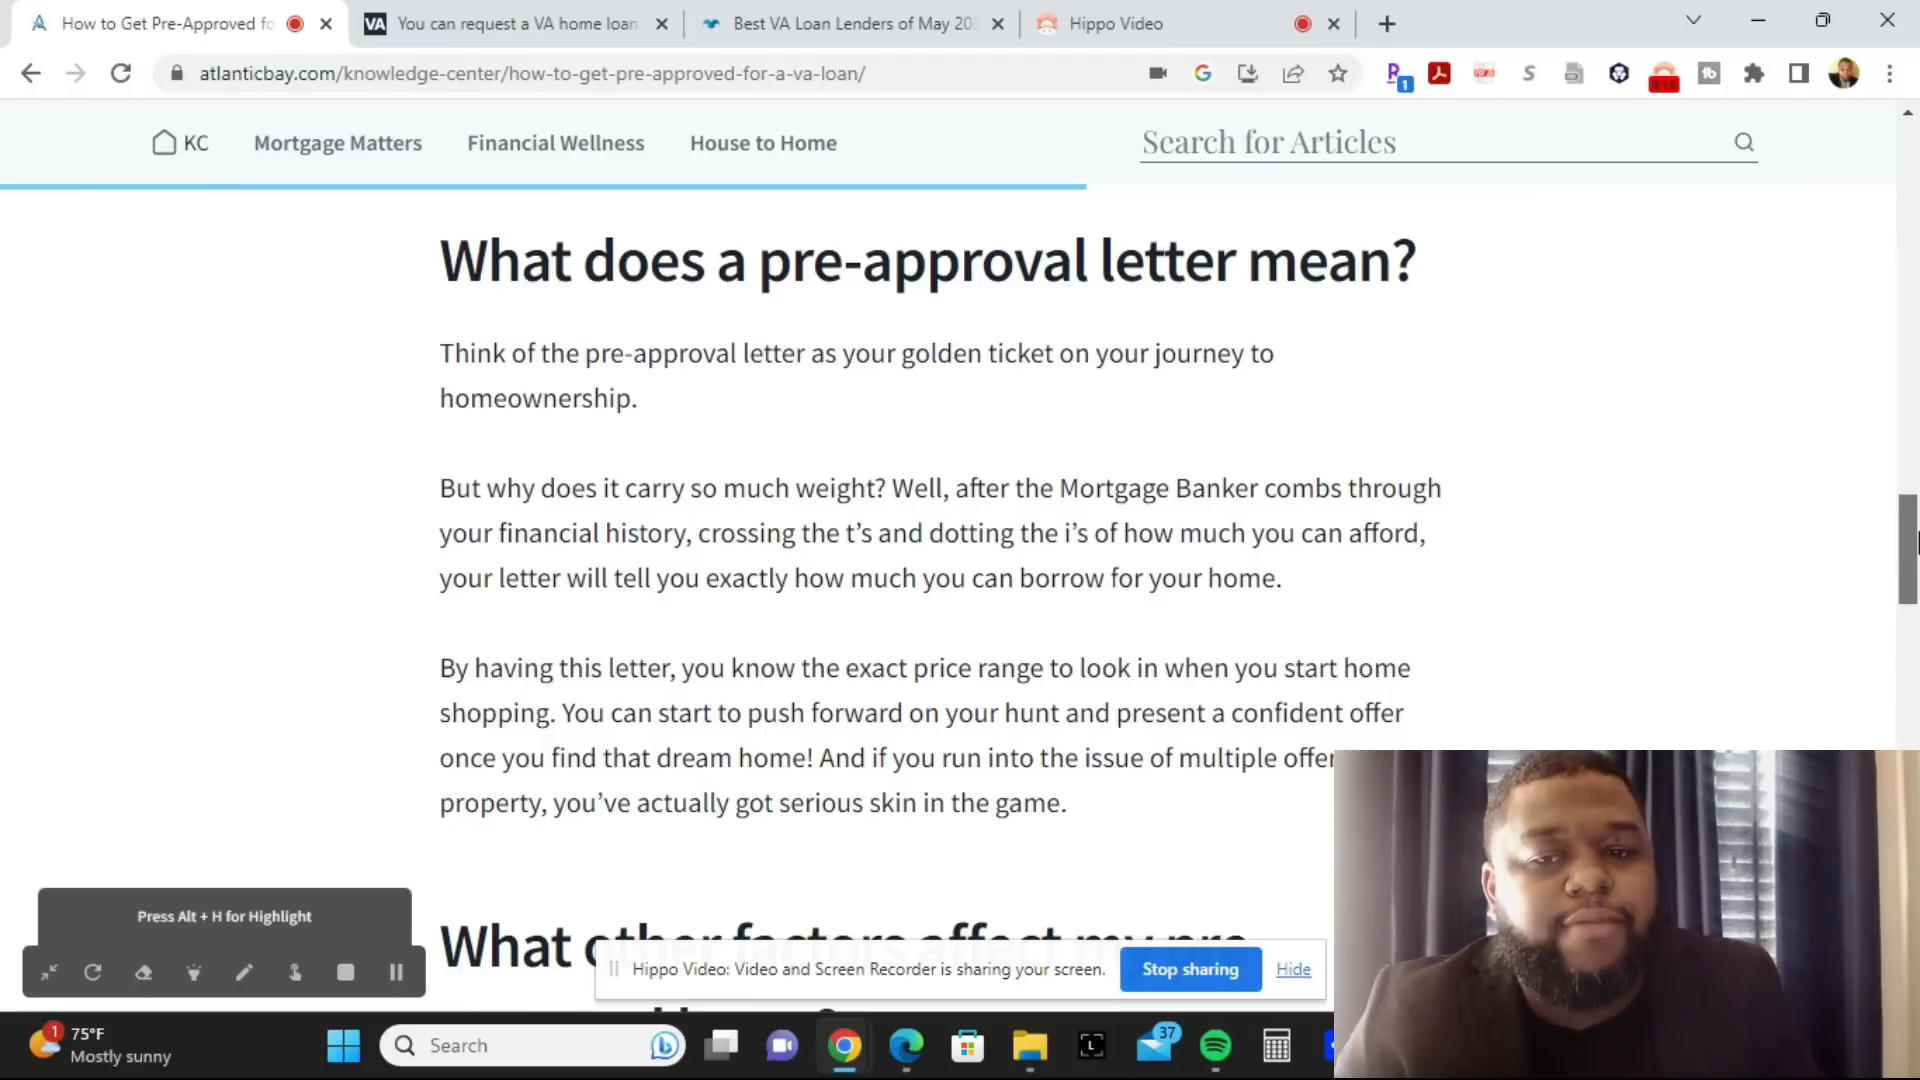 How to Get Pre-Approved fo
You can request a VA home loan
Best VA Loan Lenders of May 202
Hippo Video
atlanticbay.com/knowledge-center/how-to-get-pre-approved-for-a-va-loan/
KC
Mortgage Matters
Financial Wellness
House to Home
Search for Articles
What does a pre-approval letter mean?
Think of the pre-approval letter as your golden ticket on your journey to
homeownership.
But why does it carry so much weight? Well, after the Mortgage Banker combs through
your financial history, crossing the t's and dotting the i's of how much you can afford,
your letter will tell you exactly how much you can borrow for your home.
By having this letter, you know the exact price range to look in when you start home
shopping. You can start to push forward on your hunt and present a confident offer
once you find that dream home! And if you run into the issue of multiple offer
property, you've actually got serious skin in the game.
Press Alt + H for Highlight
What other factors affect my pre-
Hippo Video: Video and Screen Recorder is sharing your screen.
Stop sharing
Hide
1
75°F
Mostly sunny
Search
37